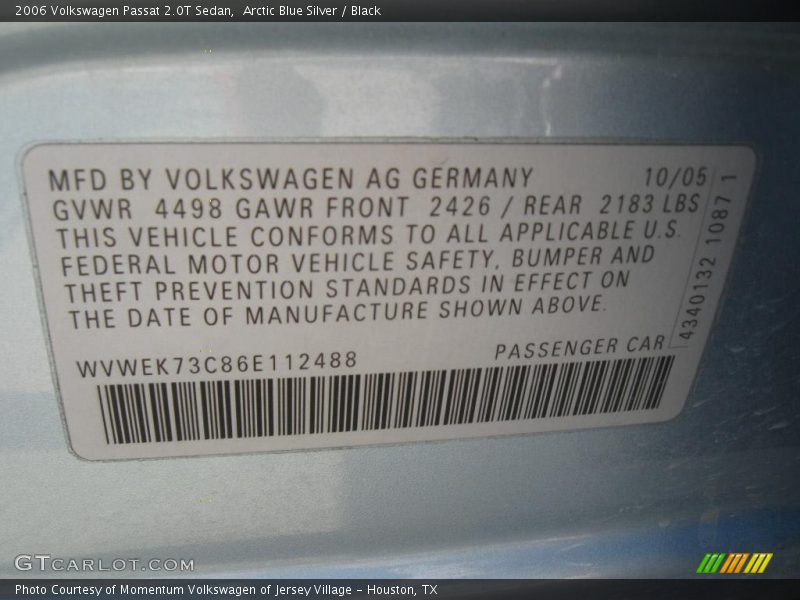 2006 Volkswagen Passat 2.0T Sedan,  Arctic Blue Silver / Black
MFD BY VOLKSWAGEN AG GERMANY 10/05
GVWR 4498 GAWR FRONT 2426 / REAR 2183 LBS
THIS VEHICLE CONFORMS TO ALL APPLICABLE U.S.
FEDERAL MOTOR VEHICLE SAFETY, BUMPER AND
THEFT PREVENTION STANDARDS IN EFFECT ON
THE DATE OF MANUFACTURE SHOWN ABOVE.
4340132 1087 1
WVWEK73C86E112488 PASSENGER CAR
GTCARLOT.COM
Photo Courtesy of Momentum Volkswagen of Jersey Village – Houston, TX